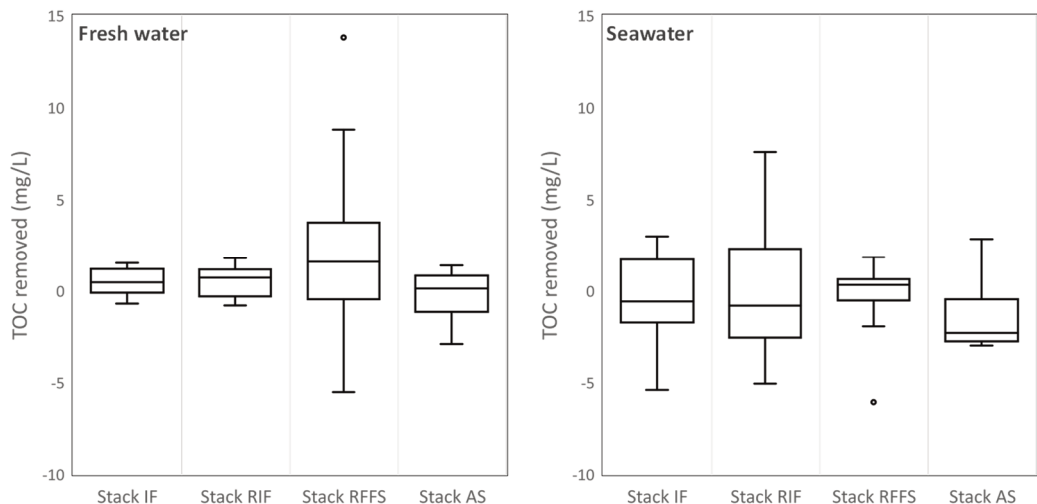 Fresh water
TOC removed (mg/L)
15
10
5
0
-5
-10
Stack IF Stack RIF Stack RFFS Stack AS
Seawater
TOC removed (mg/L)
15
10
5
0
-5
-10
Stack IF Stack RIF Stack RFFS Stack AS